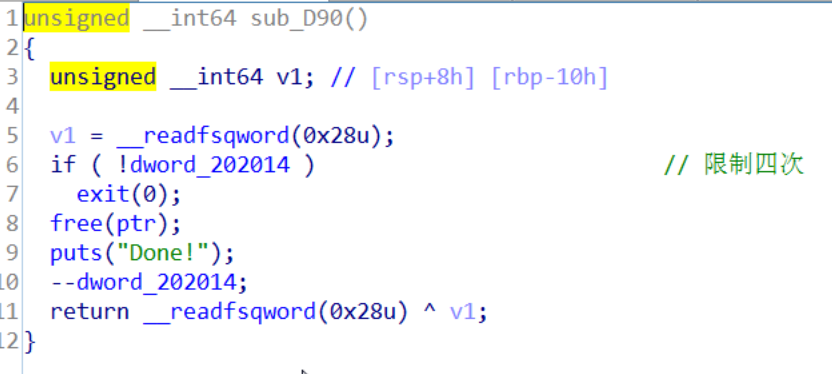 1 unsigned __int64 sub_D90()
2 {
3 unsigned __int64 v1; // [rsp+8h] [rbp-10h]
4
5 v1 = __readfsqword(0x28u);
6 if ( !dword_202014 ) // 限制四次
7 exit(0);
8 free(ptr);
9 puts("Done!");
10 --dword_202014;
11 return __readfsqword(0x28u) ^ v1;
12 }